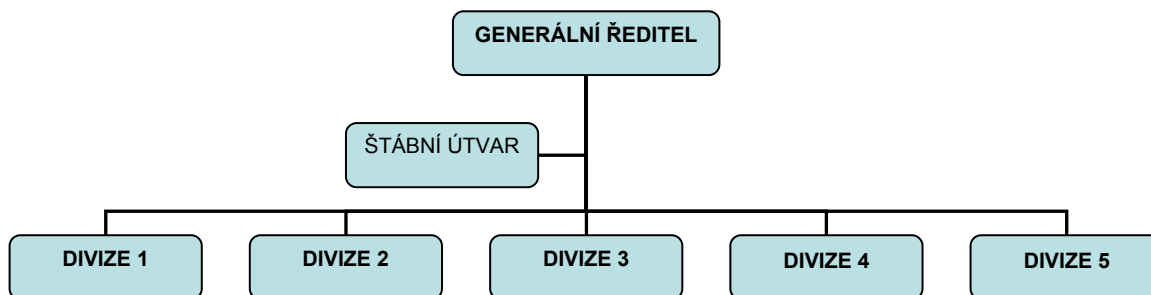 GENERÁLNÍ ŘEDITEL
ŠTÁBNÍ ÚTVAR
DIVIZE 1
DIVIZE 2
DIVIZE 3
DIVIZE 4
DIVIZE 5